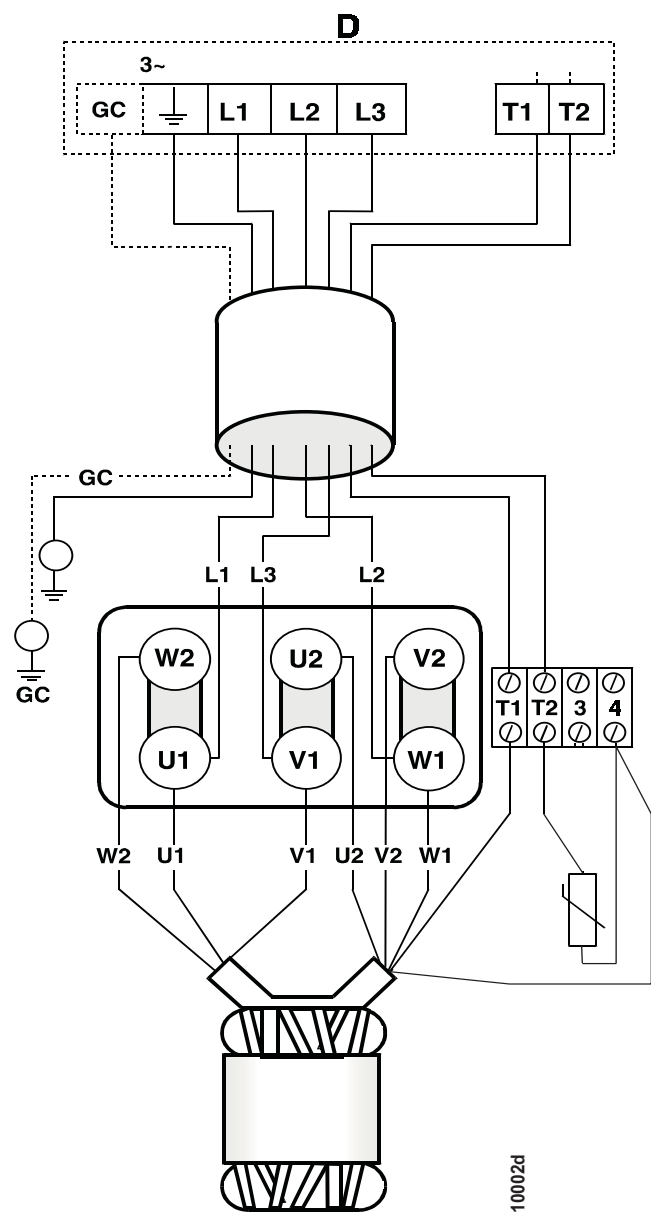 D
3~
GC L1 L2 L3 T1 T2
GC
L1 L3 L2
W2 U2 V2
GC
T1 T2 3 4
U1 V1 W1
W2 U1 V1 U2 V2 W1
10002d